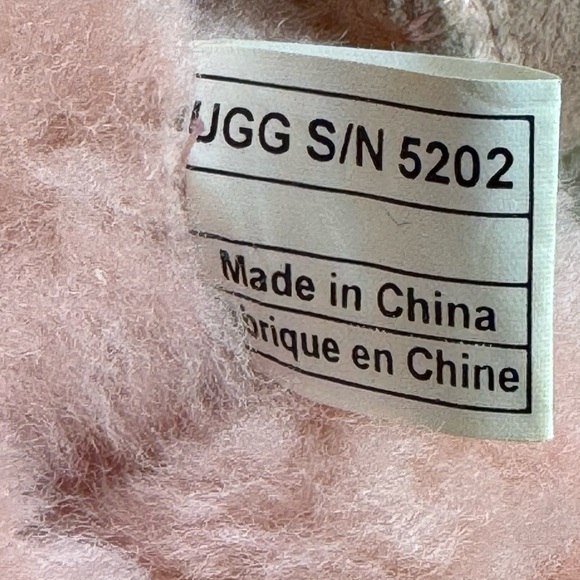 UGG S/N 5202
Made in China
brique en Chine